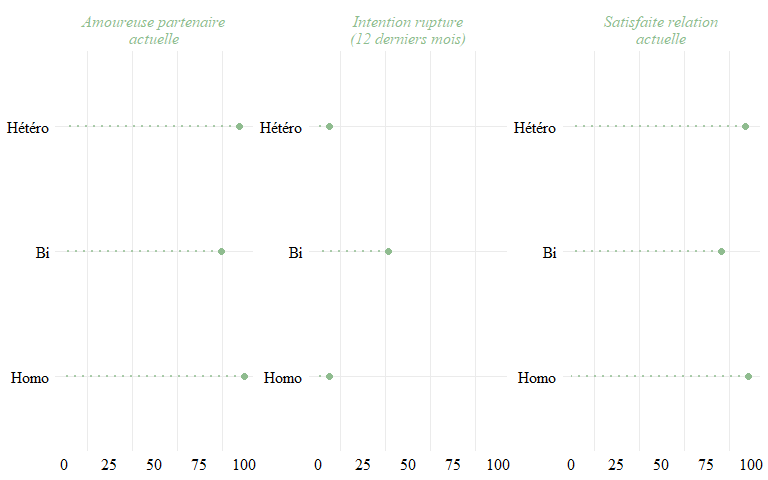 Amoureuse partenaire
actuelle
Intention rupture
(12 derniers mois)
Satisfaite relation
actuelle
Hétéro
Hétéro
Hétéro
Bi
Bi
Bi
Homo
Homo
Homo
0 25 50 75 100
0 25 50 75 100
0 25 50 75 100